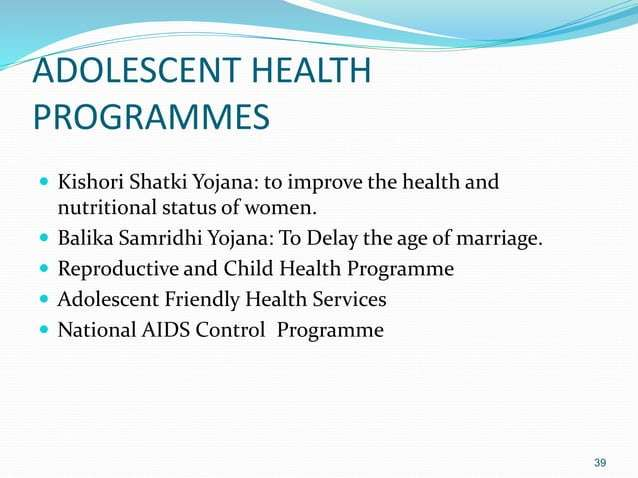 ADOLESCENT HEALTH
PROGRAMMES
• Kishori Shatki Yojana: to improve the health and
nutritional status of women.
• Balika Samridhi Yojana: To Delay the age of marriage.
• Reproductive and Child Health Programme
• Adolescent Friendly Health Services
• National AIDS Control  Programme
39